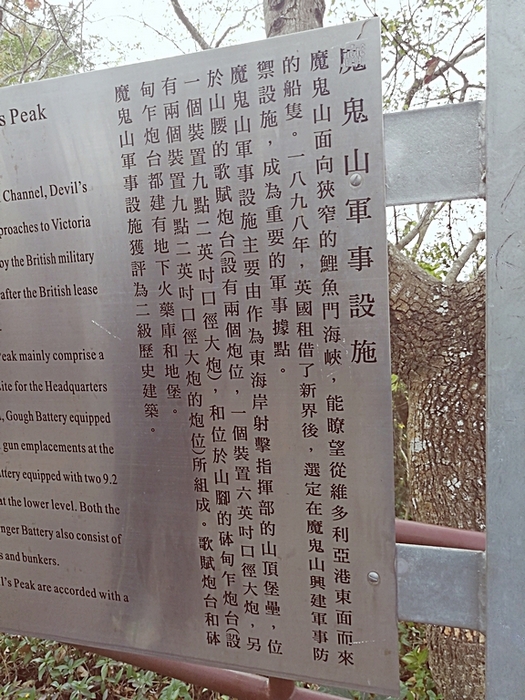 s Peak
Channel, Devil's
proaches to Victoria
by the British military
after the British lease
eak mainly comprise a
ite for the Headquarters
, Gough Battery equipped
gun emplacements at the
ttery equipped with two 9.2
at the lower level. Both the
nger Battery also consist of
s and bunkers.
l's Peak are accorded with a
魔鬼山軍事設施
魔鬼山面向狹窄的鯉魚門海峽，能瞭望從維多利亞港東面而來
的船隻。一八九八年，英國租借了新界後，選定在魔鬼山興建軍事防
禦設施，成為重要的軍事據點。
魔鬼山軍事設施主要由作為東海岸射擊指揮部的山頂堡壘，位
於山腰的歌賦炮台(設有兩個炮位，一個裝置六英吋口徑大炮，另
一個裝置九點二英吋口徑大炮)，和位於山腳的砵甸乍炮台(設
有兩個裝置九點二英吋口徑大炮的炮位)所組成。歌賦炮台和砵
甸乍炮台都建有地下火藥庫和地堡。
魔鬼山軍事設施獲評為二級歷史建築。